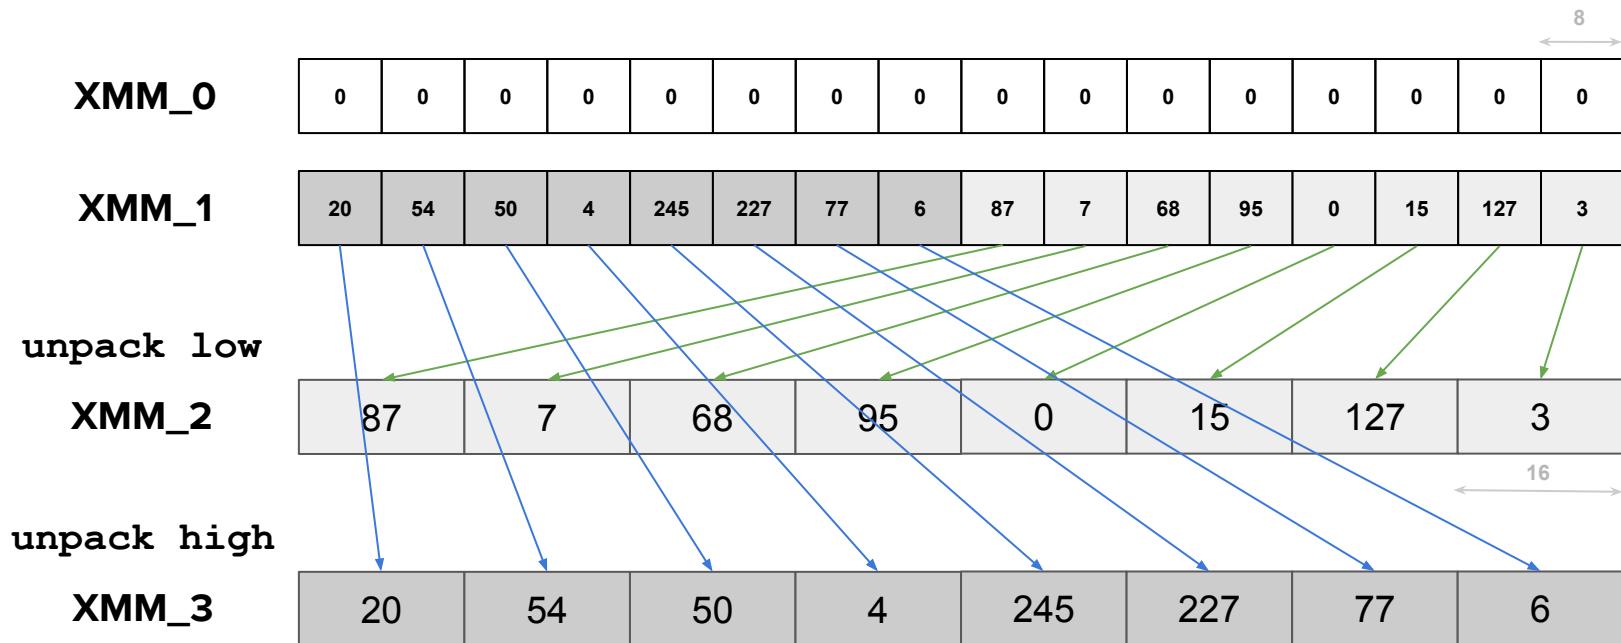 8
XMM_0 0 0 0 0 0 0 0 0 0 0 0 0 0 0 0 0
XMM_1 20 54 50 4 245 227 77 6 87 7 68 95 0 15 127 3
unpack low
XMM_2 87 7 68 95 0 15 127 3
16
unpack high
XMM_3 20 54 50 4 245 227 77 6